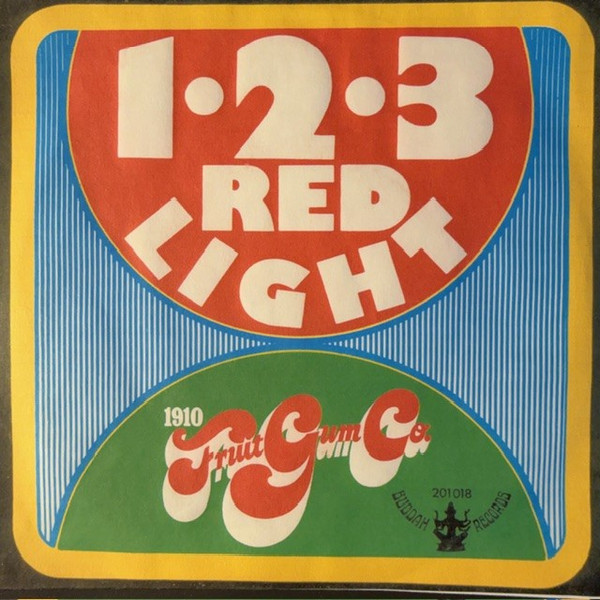 1•2•3
RED
LIGHT
1910
Fruit Gum Co.
201018
BUDDAH RECORDS